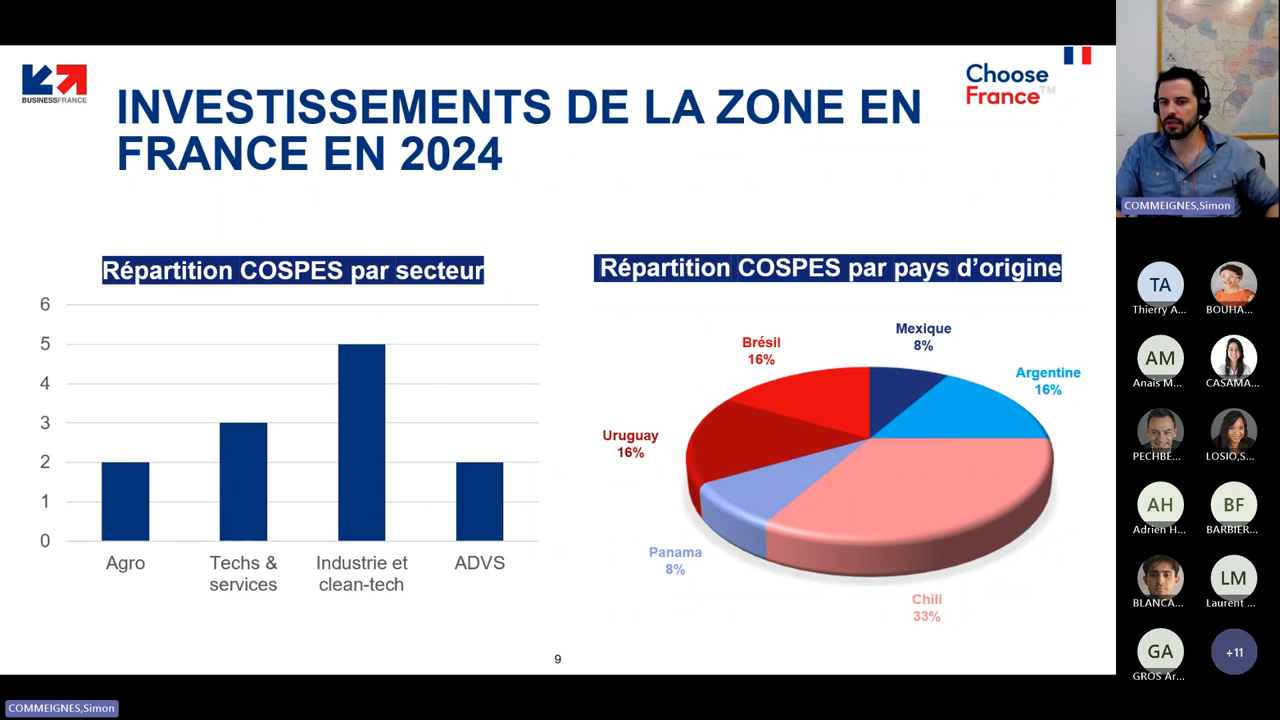 BUSINESSFRANCE
INVESTISSEMENTS DE LA ZONE EN
FRANCE EN 2024
Choose
France™
Répartition COSPES par secteur
6
5
4
3
2
1
0
Agro
Techs &
services
Industrie et
clean-tech
ADVS
Répartition COSPES par pays d’origine
Mexique
8%
Brésil
16%
Argentine
16%
Uruguay
16%
Panama
8%
Chili
33%
9
COMMEIGNES,Simon
COMMEIGNES,Simon
TA
Thierry A...
BOUHA...
AM
Anais M...
CASAMA...
PECHBE...
LOSIO,S...
AH
Adrien H...
BF
BARBIER...
BLANCA...
LM
Laurent ...
GA
GROS Ar...
+11